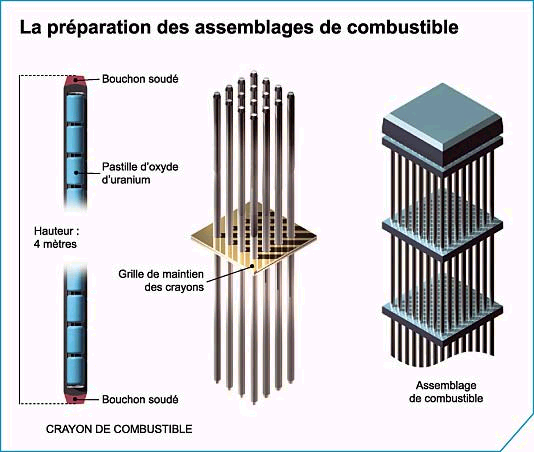 La préparation des assemblages de combustible
Bouchon soudé
Pastille d'oxyde
d'uranium
Hauteur :
4 mètres
Bouchon soudé
CRAYON DE COMBUSTIBLE
Grille de maintien
des crayons
Assemblage
de combustible